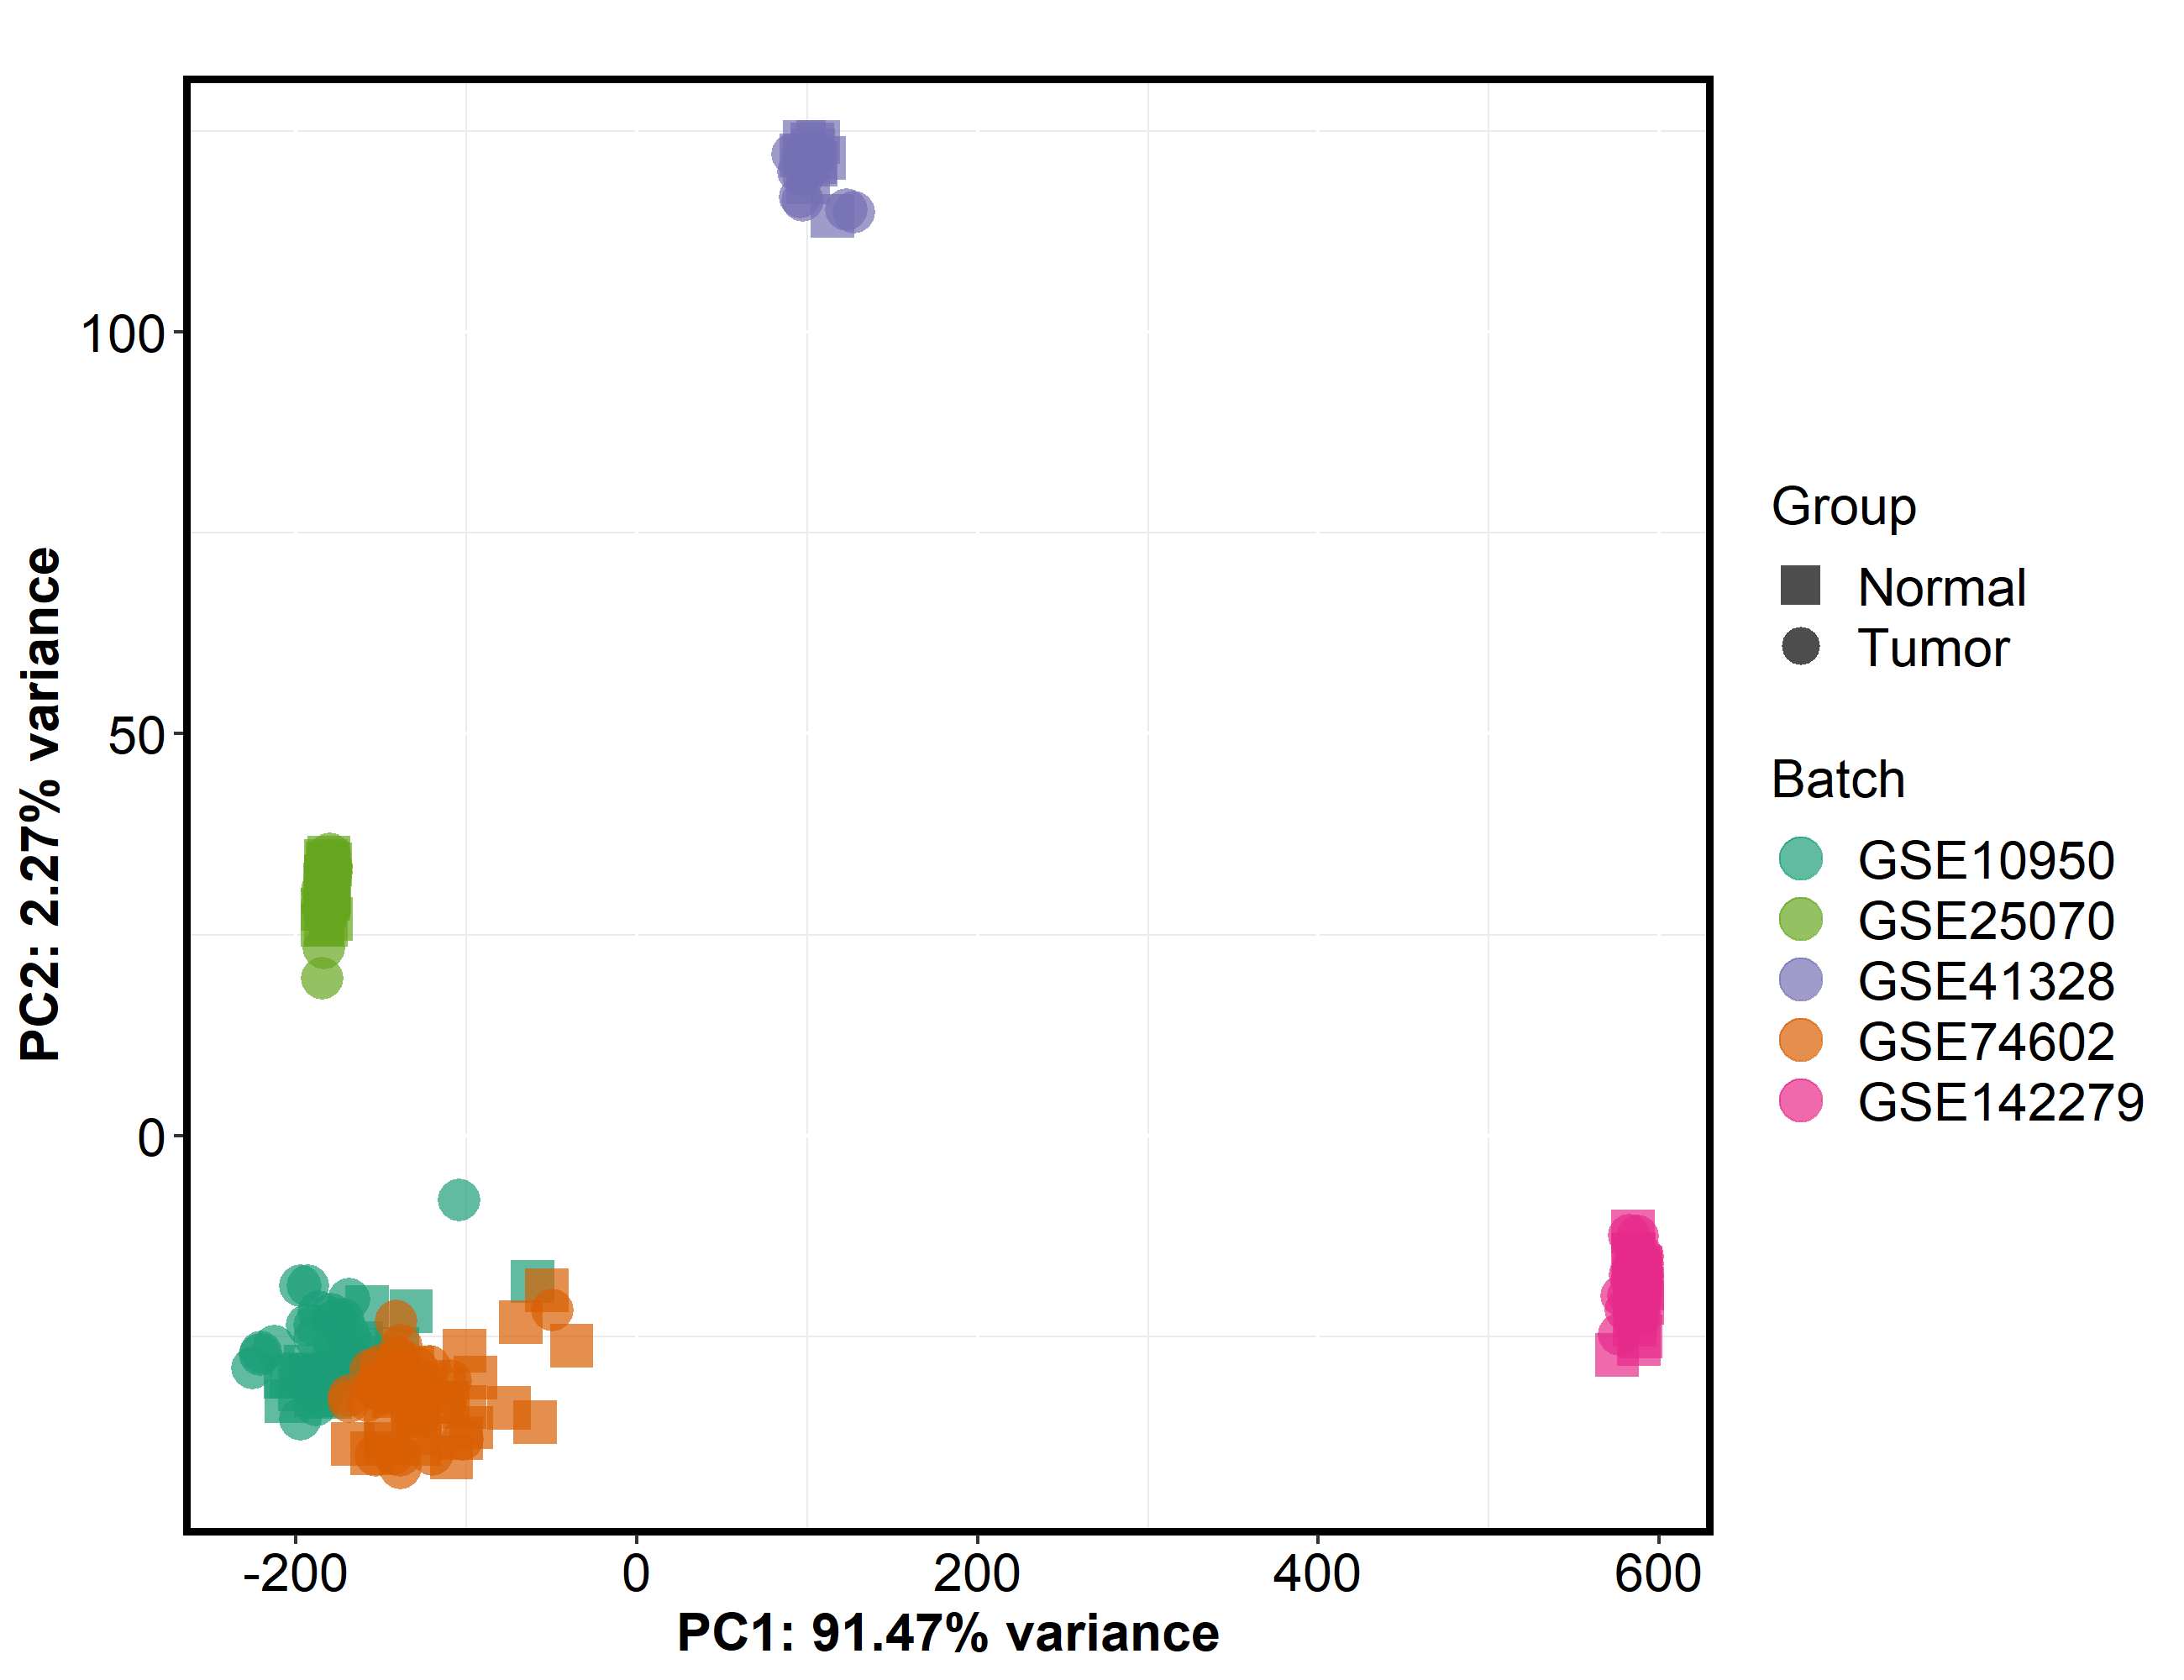 PC2: 2.27% variance
100
50
0
-200
0
200
400
600
PC1: 91.47% variance
Group
Normal
Tumor
Batch
GSE10950
GSE25070
GSE41328
GSE74602
GSE142279